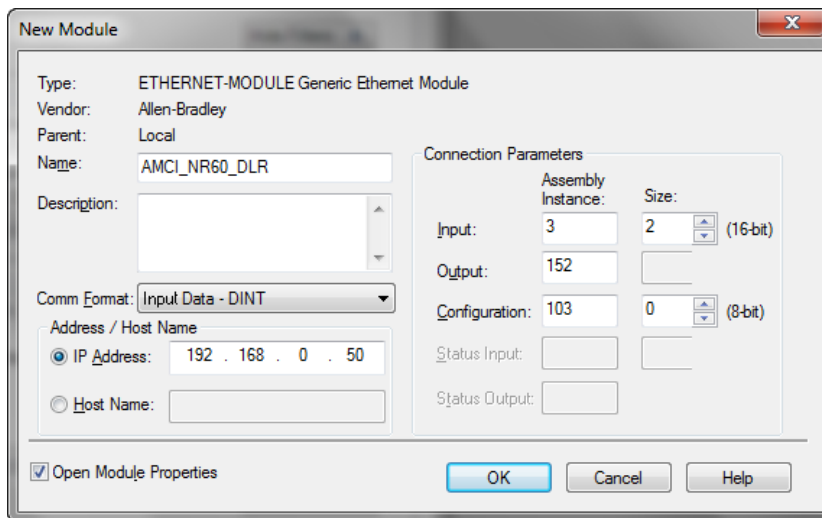 New Module
Type: ETHERNET-MODULE Generic Ethernet Module
Vendor: Allen-Bradley
Parent: Local
Name: AMCI_NR60_DLR
Description:
Comm Format: Input Data - DINT
Address / Host Name
IP Address: 192 . 168 . 0 . 50
Host Name:
Connection Parameters
Assembly Instance: Size:
Input: 3 2 (16-bit)
Output: 152
Configuration: 103 0 (8-bit)
Status Input:
Status Output:
Open Module Properties
OK Cancel Help